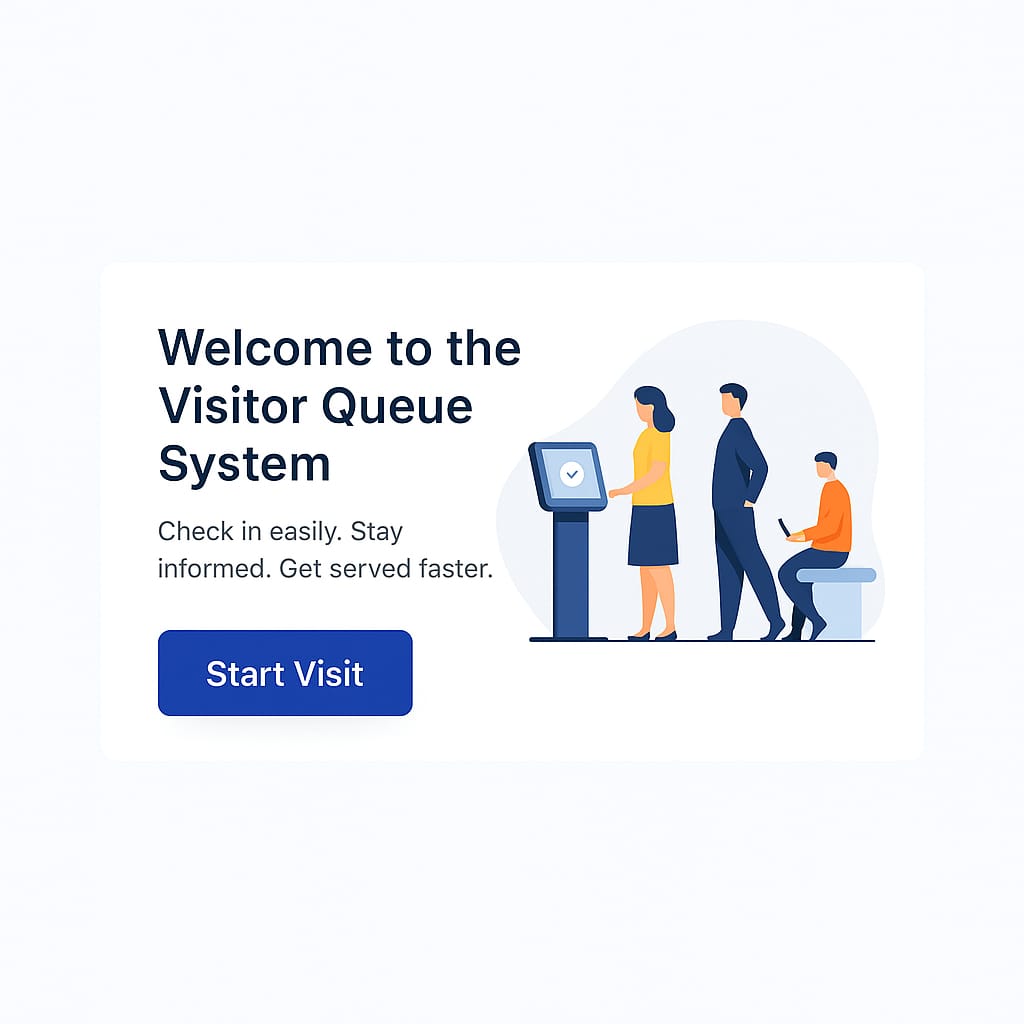 Welcome to the
Visitor Queue
System
Check in easily. Stay
informed. Get served faster.
Start Visit